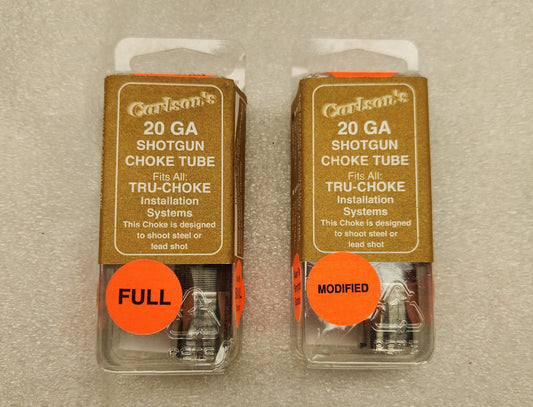 Carlson's
20 GA
SHOTGUN
CHOKE TUBE
Fits All:
TRU-CHOKE
Installation
Systems
This Choke is designed
to shoot steel or
lead shot
FULL
Carlson's
20 GA
SHOTGUN
CHOKE TUBE
Fits All:
TRU-CHOKE
Installation
Systems
This Choke is designed
to shoot steel or
lead shot
MODIFIED